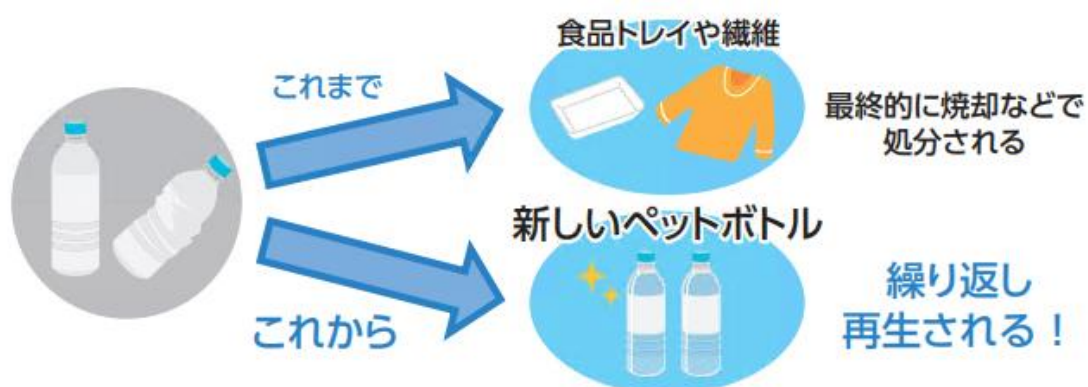 これまで
食品トレイや繊維
最終的に焼却などで
処分される
これから
新しいペットボトル
繰り返し
再生される！